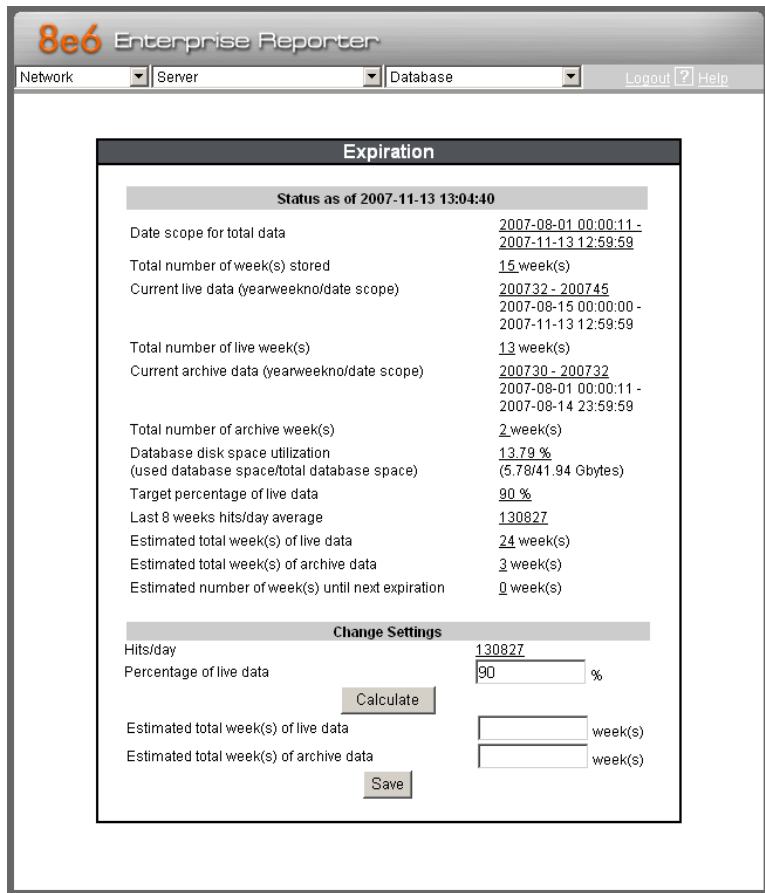 8e6 Enterprise Reporter
Network Server Database Logout ? Help
Expiration
Status as of 2007-11-13 13:04:40
Date scope for total data 2007-08-01 00:00:11 -
2007-11-13 12:59:59
Total number of week(s) stored 15 week(s)
Current live data (yearweekno/date scope) 200732 - 200745
2007-08-15 00:00:00 -
2007-11-13 12:59:59
Total number of live week(s) 13 week(s)
Current archive data (yearweekno/date scope) 200730 - 200732
2007-08-01 00:00:11 -
2007-08-14 23:59:59
Total number of archive week(s) 2 week(s)
Database disk space utilization 13.79 %
(used database space/total database space) (5.78/41.94 Gbytes)
Target percentage of live data 90 %
Last 8 weeks hits/day average 130827
Estimated total week(s) of live data 24 week(s)
Estimated total week(s) of archive data 3 week(s)
Estimated number of week(s) until next expiration 0 week(s)
Change Settings
Hits/day 130827
Percentage of live data 90 %
Calculate
Estimated total week(s) of live data week(s)
Estimated total week(s) of archive data week(s)
Save